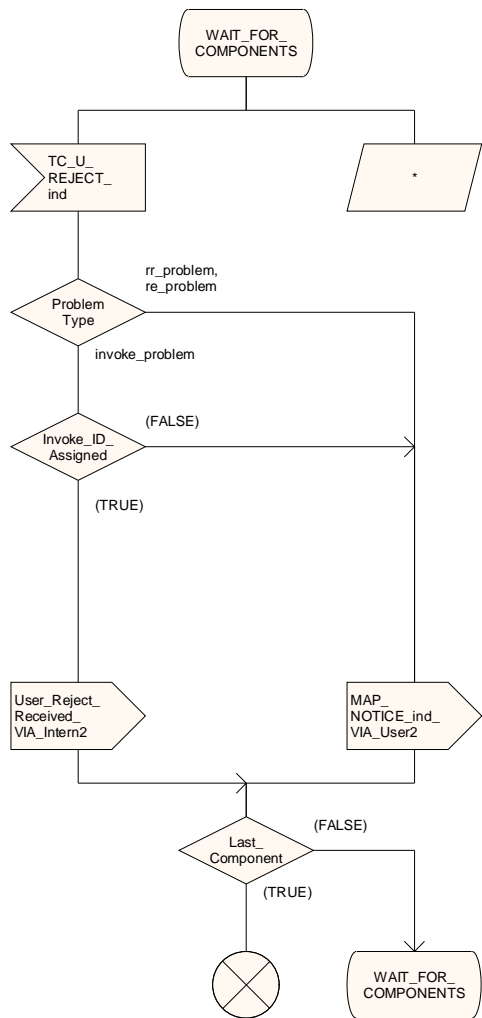 WAIT_FOR_
COMPONENTS
TC_U_
REJECT_
ind
*
rr_problem,
re_problem
Problem
Type
invoke_problem
(FALSE)
Invoke_ID_
Assigned
(TRUE)
User_Reject_
Received_
VIA_Intern2
MAP_
NOTICE_ind_
VIA_User2
(FALSE)
Last_
Component
(TRUE)
WAIT_FOR_
COMPONENTS